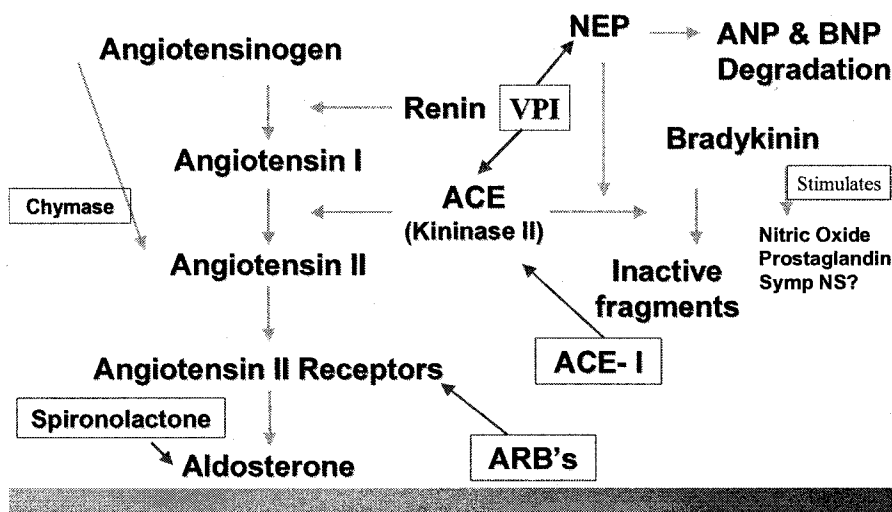 NEP
ANP & BNP
Degradation
Angiotensinogen
Renin
VPI
Bradykinin
Angiotensin I
Stimulates
Chymase
ACE
(Kininase II)
Nitric Oxide
Prostaglandin
Symp NS?
Angiotensin II
Inactive
fragments
ACE- I
Angiotensin II Receptors
Spironolactone
ARB's
Aldosterone